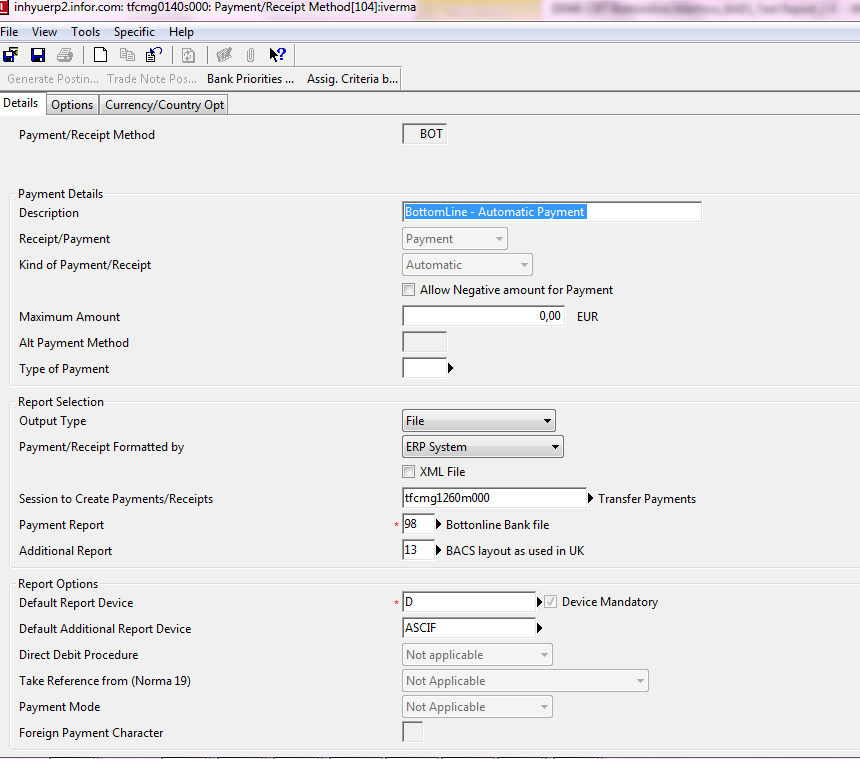 inhyuerp2.infor.com: tfcmg0140s000: Payment/Receipt Method[104]:iverma
File View Tools Specific Help
Generate Postin... Trade Note Pos... Bank Priorities ... Assig. Criteria b...
Details Options Currency/Country Opt
Payment/Receipt Method BOT
Payment Details
Description BottomLine - Automatic Payment
Receipt/Payment Payment
Kind of Payment/Receipt Automatic
Allow Negative amount for Payment
Maximum Amount 0,00 EUR
Alt Payment Method
Type of Payment
Report Selection
Output Type File
Payment/Receipt Formatted by ERP System
XML File
Session to Create Payments/Receipts tfcmg1260m000 Transfer Payments
Payment Report * 98 Bottonline Bank file
Additional Report 13 BACS layout as used in UK
Report Options
Default Report Device * D Device Mandatory
Default Additional Report Device ASCIF
Direct Debit Procedure Not applicable
Take Reference from (Norma 19) Not Applicable
Payment Mode Not Applicable
Foreign Payment Character